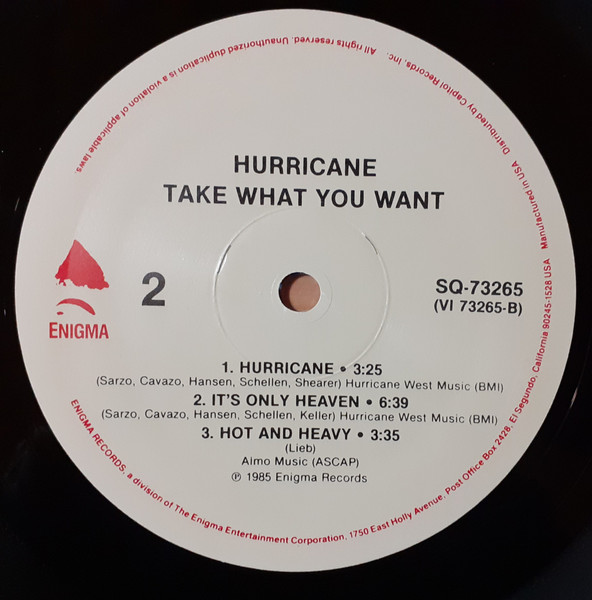 HURRICANE
TAKE WHAT YOU WANT
2
SQ-73265
(VI 73265-B)
ENIGMA
1. HURRICANE • 3:25
(Sarzo, Cavazo, Hansen, Schellen, Shearer) Hurricane West Music (BMI)
2. IT'S ONLY HEAVEN • 6:39
(Sarzo, Cavazo, Hansen, Schellen, Keller) Hurricane West Music (BMI)
3. HOT AND HEAVY • 3:35
(Lieb)
Almo Music (ASCAP)
℗ 1985 Enigma Records
ENIGMA RECORDS, a division of The Enigma Entertainment Corporation, 1750 East Holly Avenue, Post Office Box 2428, El Segundo, California 90245-1528 USA Manufactured in USA Distributed by Capitol Records, Inc. All rights reserved. Unauthorized duplication is a violation of applicable laws.